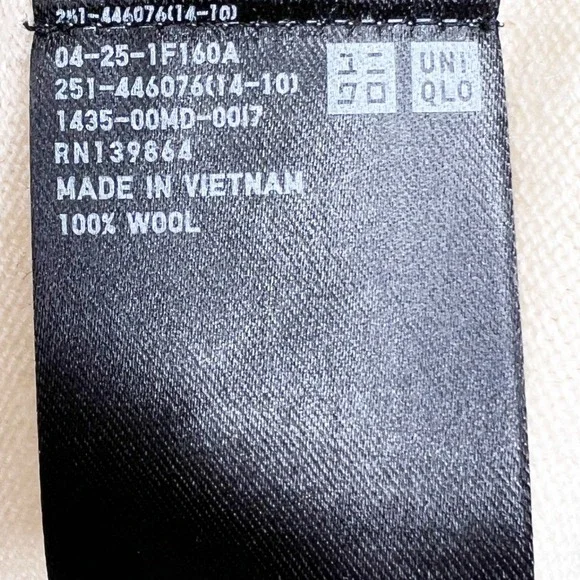 251-446076(14-10)
04-25-1F160A
251-446076(14-10)
1435-00MD-0017
RN139864
MADE IN VIETNAM
100% WOOL
ユニ
クロ
UNI
QLO